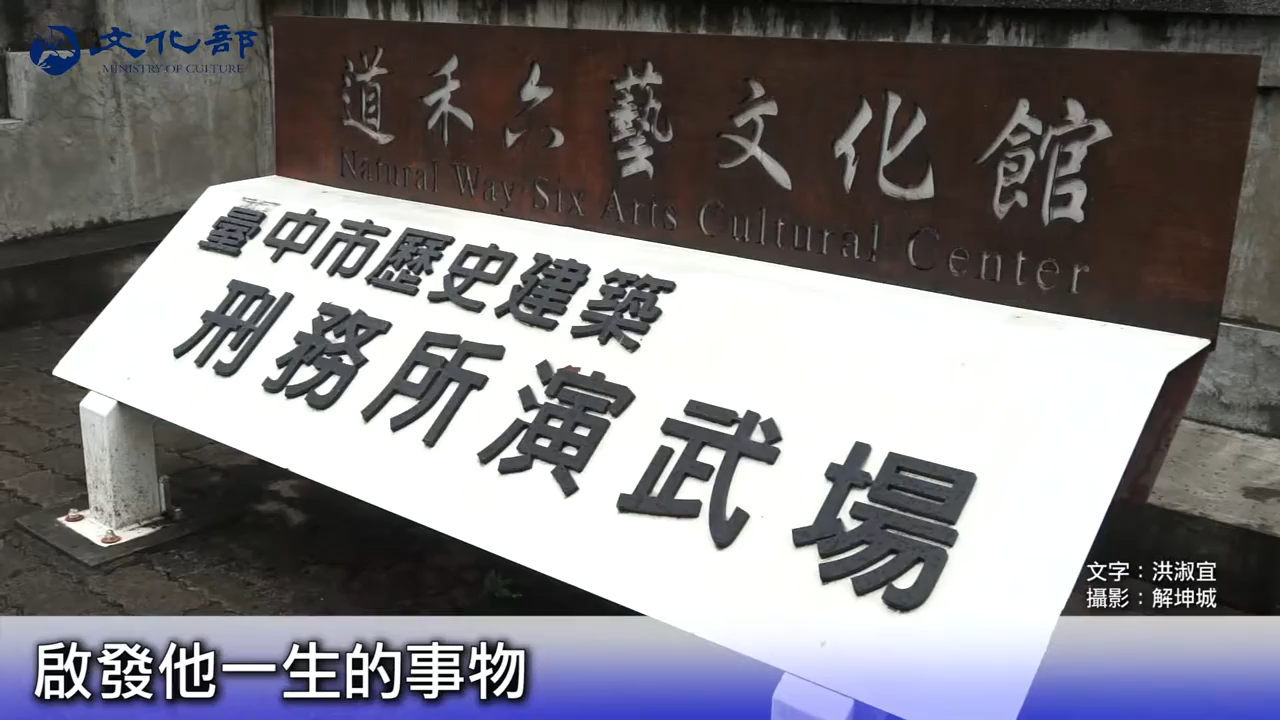 文化部
MINISTRY OF CULTURE
道禾六藝文化館
Natural Way Six Arts Cultural Center
臺中市歷史建築
刑務所演武場
文字：洪淑宜
攝影：解坤城
啟發他一生的事物